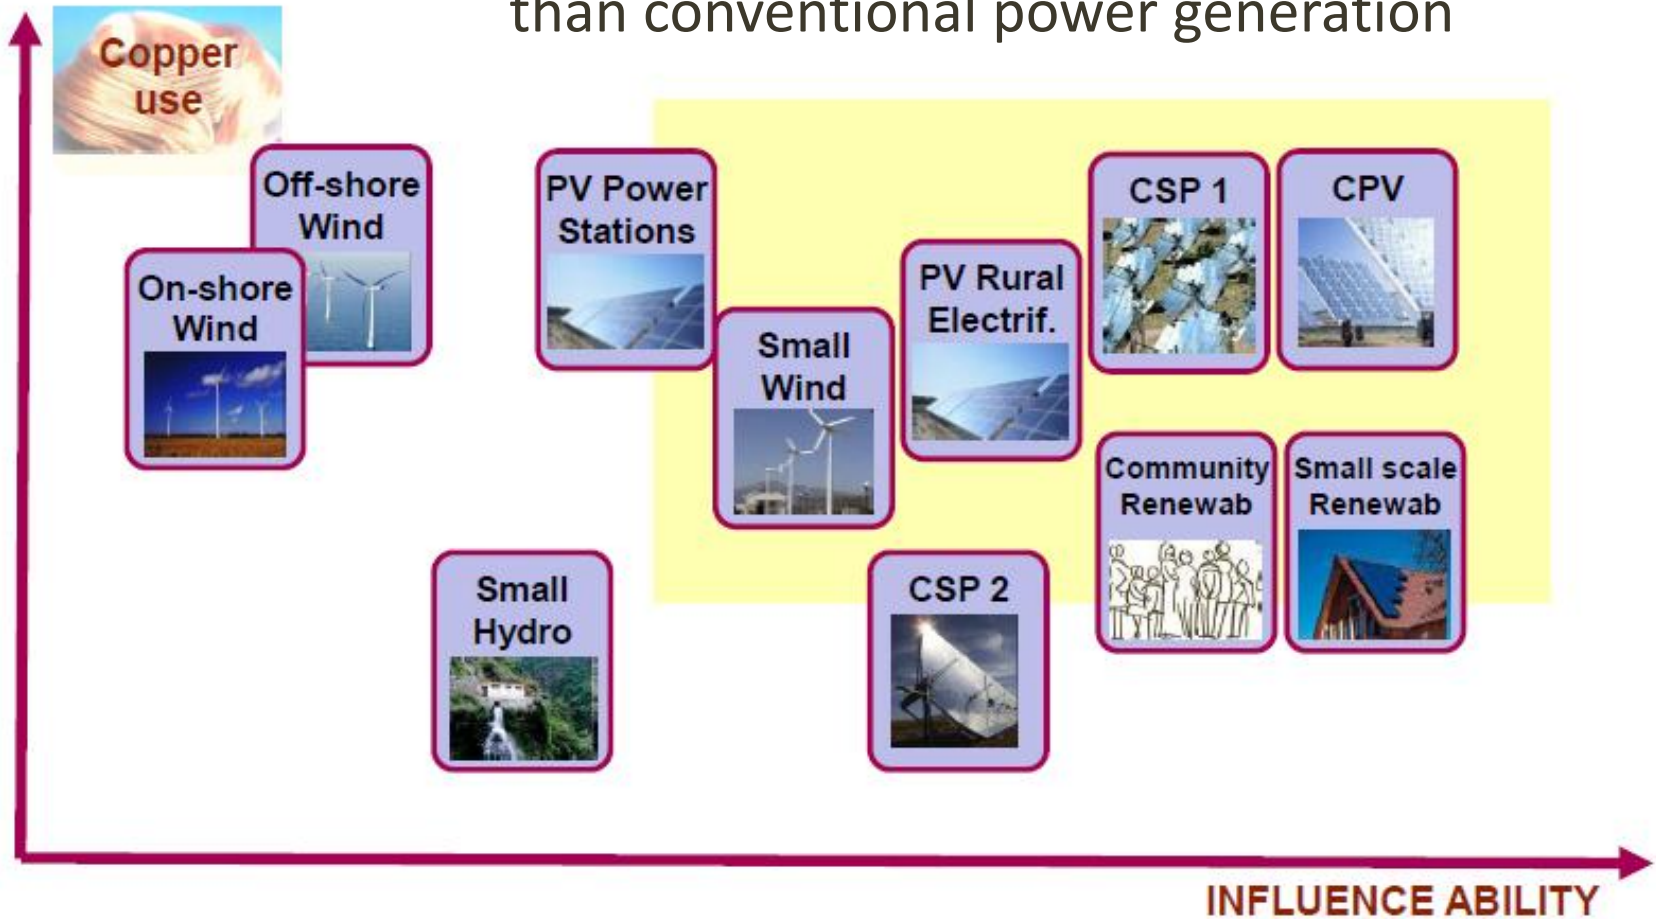 than conventional power generation
Copper
use
Off-shore
Wind
On-shore
Wind
PV Power
Stations
Small
Wind
PV Rural
Electrif.
CSP 1
CPV
Community
Renewab
Small scale
Renewab
Small
Hydro
CSP 2
INFLUENCE ABILITY